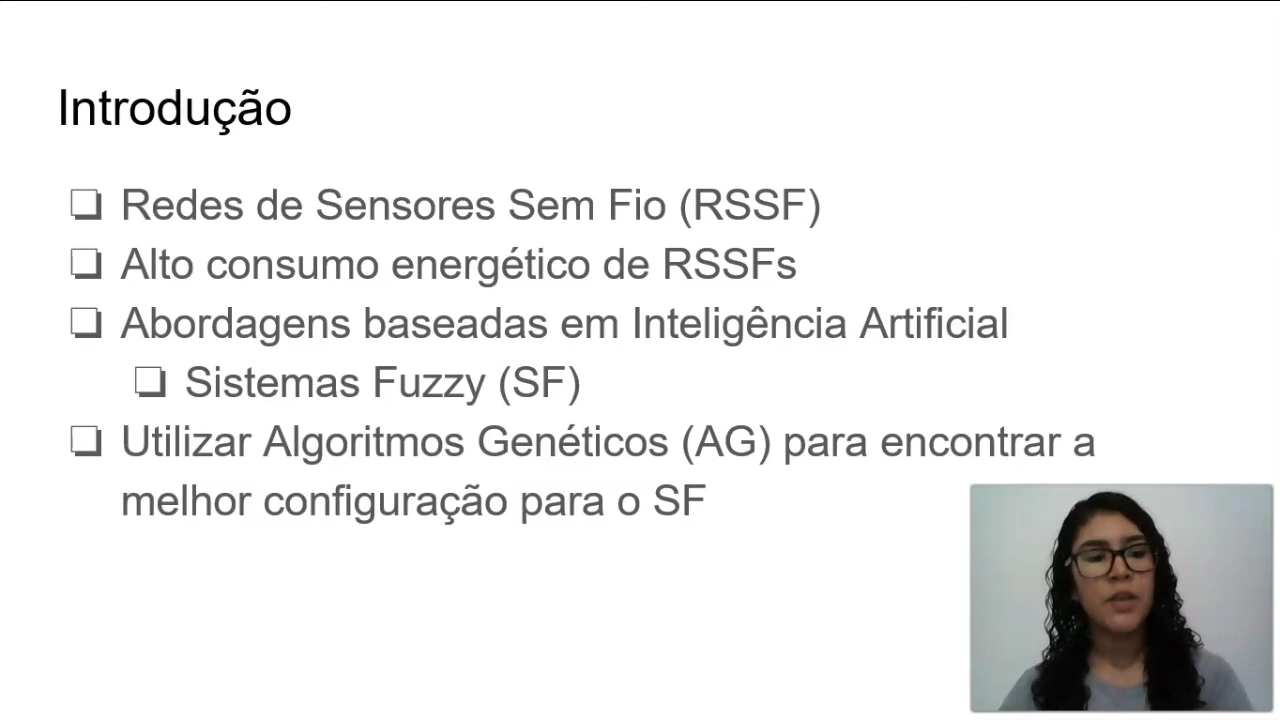 Introdução
❏ Redes de Sensores Sem Fio (RSSF)
❏ Alto consumo energético de RSSFs
❏ Abordagens baseadas em Inteligência Artificial
❏ Sistemas Fuzzy (SF)
❏ Utilizar Algoritmos Genéticos (AG) para encontrar a
melhor configuração para o SF